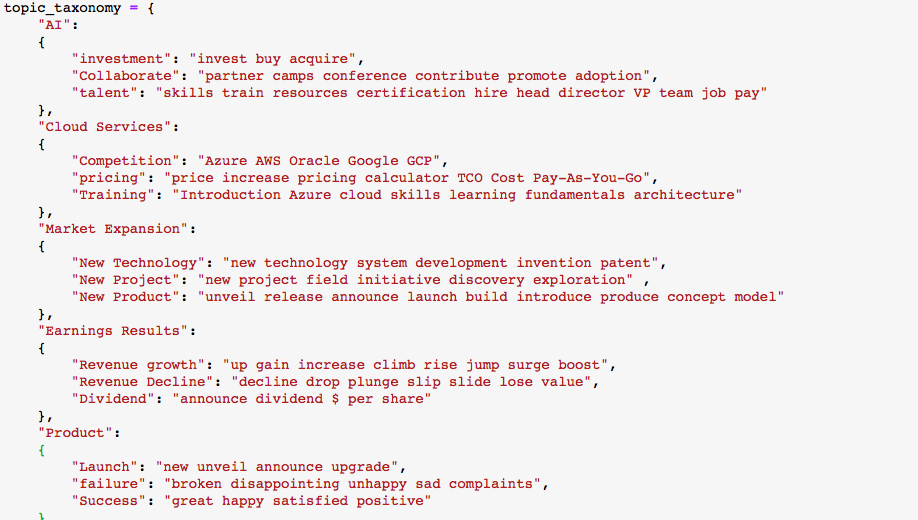 topic_taxonomy = {
"AI":
{
"investment": "invest buy acquire",
"Collaborate": "partner camps conference contribute promote adoption",
"talent": "skills train resources certification hire head director VP team job pay"
},
"Cloud Services":
{
"Competition": "Azure AWS Oracle Google GCP",
"pricing": "price increase pricing calculator TCO Cost Pay-As-You-Go",
"Training": "Introduction Azure cloud skills learning fundamentals architecture"
},
"Market Expansion":
{
"New Technology": "new technology system development invention patent",
"New Project": "new project field initiative discovery exploration" ,
"New Product": "unveil release announce launch build introduce produce concept model"
},
"Earnings Results":
{
"Revenue growth": "up gain increase climb rise jump surge boost",
"Revenue Decline": "decline drop plunge slip slide lose value",
"Dividend": "announce dividend $ per share"
},
"Product":
{
"Launch": "new unveil announce upgrade",
"failure": "broken disappointing unhappy sad complaints",
"Success": "great happy satisfied positive"
}